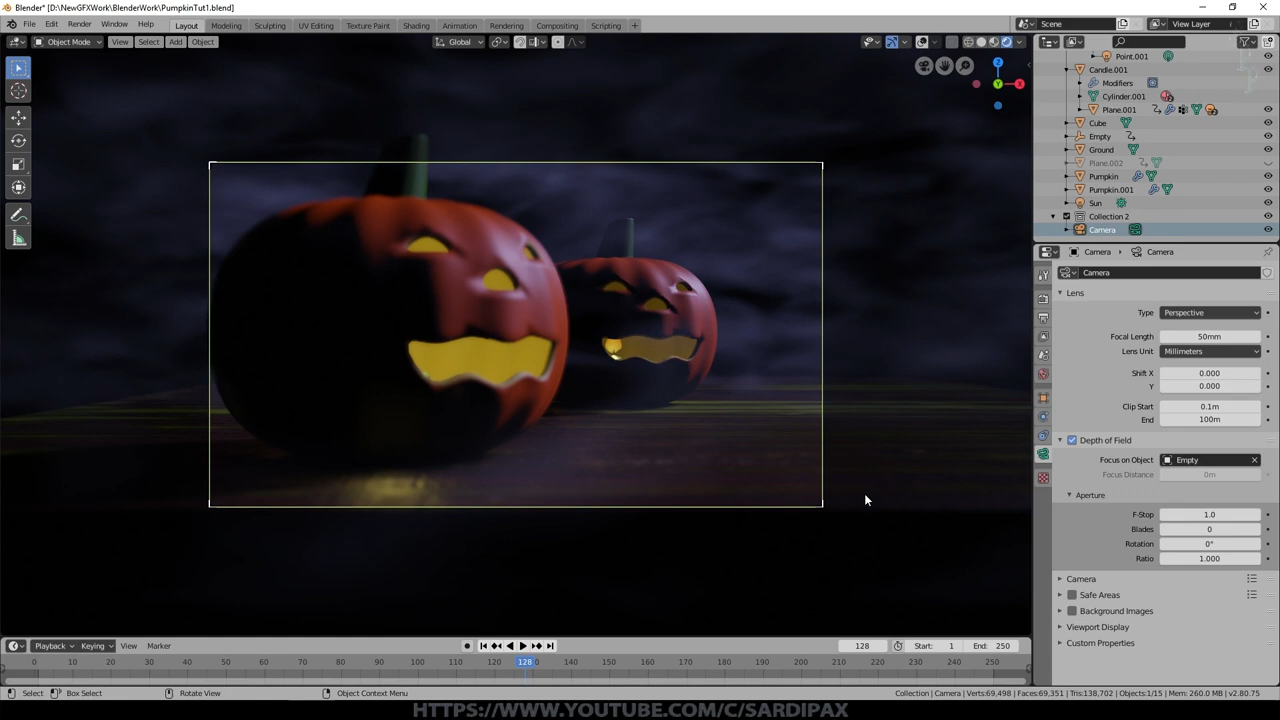 Blender* [D:\NewGFXWork\BlenderWork\PumpkinTut1.blend]
File Edit Render Window Help Layout Modeling Sculpting UV Editing Texture Paint Shading Animation Rendering Compositing Scripting Scene View Layer
Object Mode View Select Add Object Global
Z
X
Y
Point.001
Candle.001
Modifiers
Cylinder.001
Plane.001
Cube
Empty
Ground
Plane.002
Pumpkin
Pumpkin.001
Sun
Collection 2
Camera
Camera Camera
Camera
Lens
Type Perspective
Focal Length 50mm
Lens Unit Millimeters
Shift X 0.000
Y 0.000
Clip Start 0.1m
End 100m
Depth of Field
Focus on Object Empty
Focus Distance 0m
Aperture
F-Stop 1.0
Blades 0
Rotation 0°
Ratio 1.000
Camera
Safe Areas
Background Images
Viewport Display
Custom Properties
Playback Keying View Marker 128 Start: 1 End: 250
0 10 20 30 40 50 60 70 80 90 100 110 120 128 130 140 150 160 170 180 190 200 210 220 230 240 250
Select Box Select Rotate View Object Context Menu Collection | Camera | Verts:69,498 | Faces:69,351 | Tris:138,702 | Objects:1/15 | Mem: 260.0 MB | v2.80.75
HTTPS://WWW.YOUTUBE.COM/C/SARDIPAX